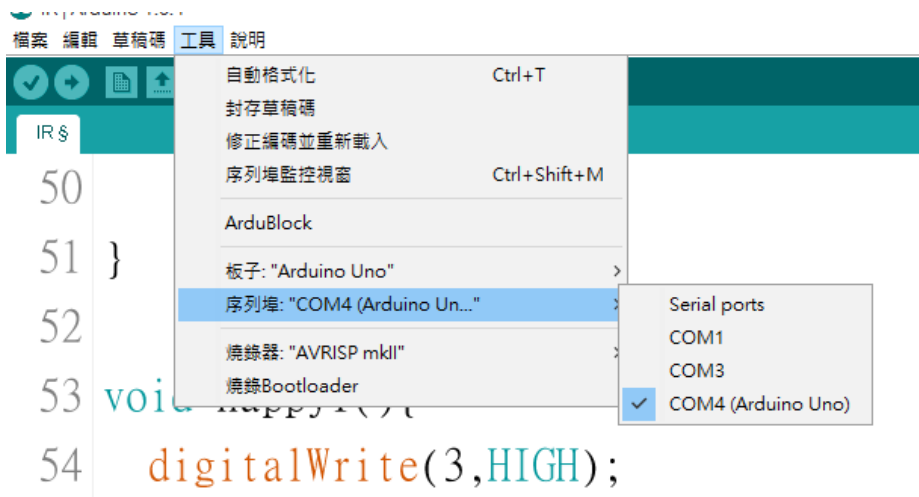 檔案 編輯 草稿碼 工具 說明
自動格式化 Ctrl+T
封存草稿碼
修正編碼並重新載入
序列埠監控視窗 Ctrl+Shift+M
ArduBlock
板子: "Arduino Uno"
序列埠: "COM4 (Arduino Un..."
燒錄器: "AVRISP mkII"
燒錄Bootloader
Serial ports
COM1
COM3
COM4 (Arduino Uno)
IR §
50
51 }
52
53
54 digitalWrite(3,HIGH);